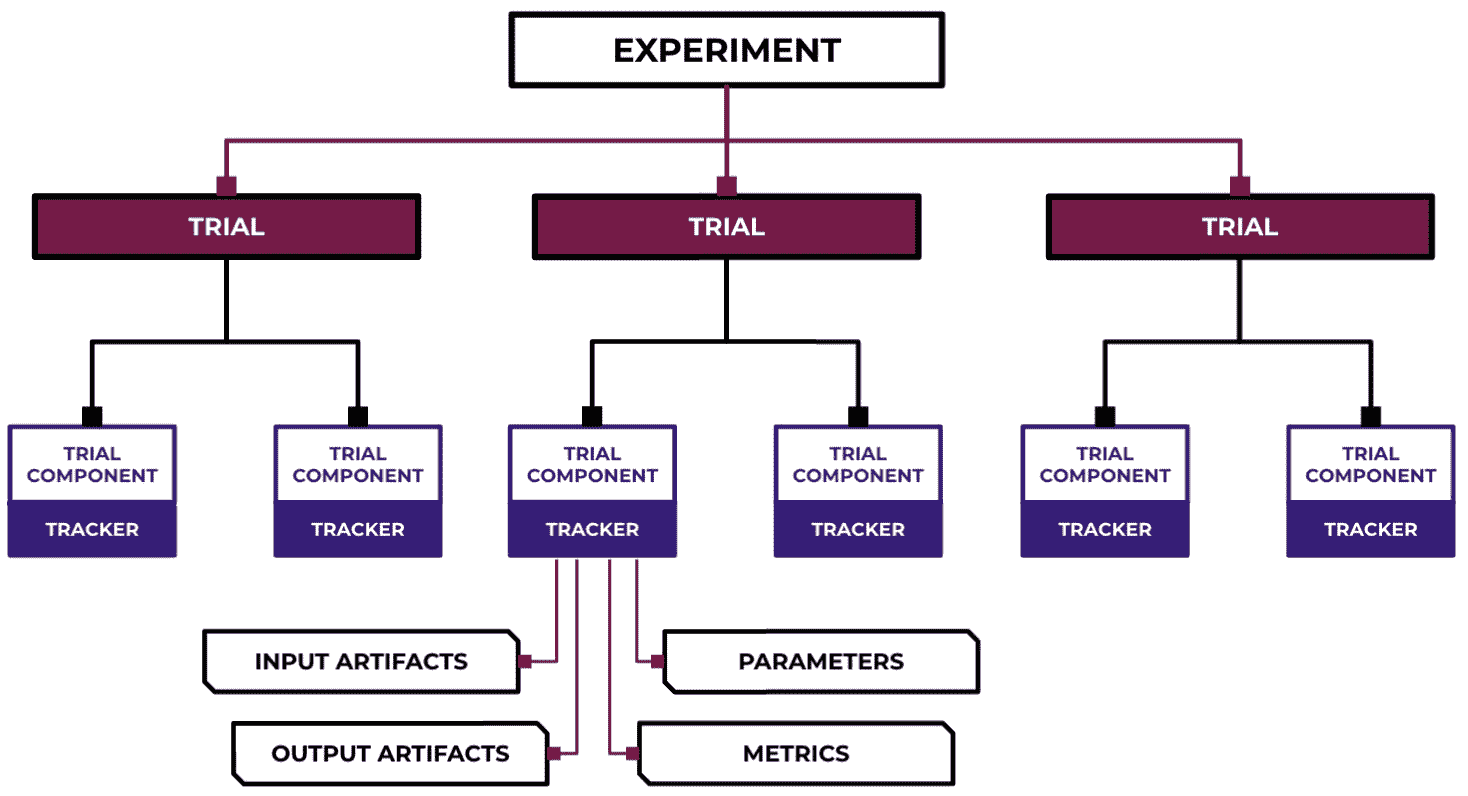 EXPERIMENT
TRIAL
TRIAL
TRIAL
TRIAL
COMPONENT
TRACKER
TRIAL
COMPONENT
TRACKER
TRIAL
COMPONENT
TRACKER
TRIAL
COMPONENT
TRACKER
TRIAL
COMPONENT
TRACKER
TRIAL
COMPONENT
TRACKER
INPUT ARTIFACTS
PARAMETERS
OUTPUT ARTIFACTS
METRICS